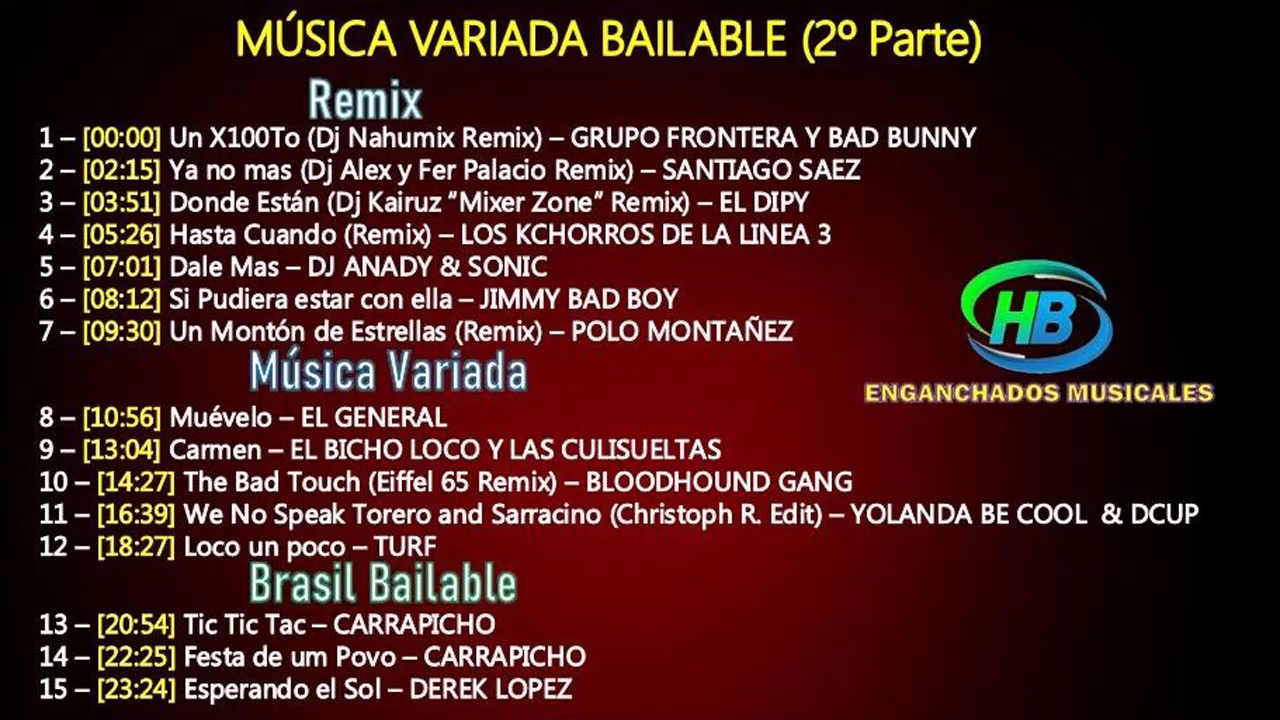 MÚSICA VARIADA BAILABLE (2º Parte)
Remix
1 – [00:00] Un X100To (Dj Nahumix Remix) – GRUPO FRONTERA Y BAD BUNNY
2 – [02:15] Ya no mas (Dj Alex y Fer Palacio Remix) – SANTIAGO SAEZ
3 – [03:51] Donde Están (Dj Kairuz “Mixer Zone” Remix) – EL DIPY
4 – [05:26] Hasta Cuando (Remix) – LOS KCHORROS DE LA LINEA 3
5 – [07:01] Dale Mas – DJ ANADY & SONIC
6 – [08:12] Si Pudiera estar con ella – JIMMY BAD BOY
7 – [09:30] Un Montón de Estrellas (Remix) – POLO MONTAÑEZ
HB
ENGANCHADOS MUSICALES
Música Variada
8 – [10:56] Muévelo – EL GENERAL
9 – [13:04] Carmen – EL BICHO LOCO Y LAS CULISUELTAS
10 – [14:27] The Bad Touch (Eiffel 65 Remix) – BLOODHOUND GANG
11 – [16:39] We No Speak Torero and Sarracino (Christoph R. Edit) – YOLANDA BE COOL & DCUP
12 – [18:27] Loco un poco – TURF
Brasil Bailable
13 – [20:54] Tic Tic Tac – CARRAPICHO
14 – [22:25] Festa de um Povo – CARRAPICHO
15 – [23:24] Esperando el Sol – DEREK LOPEZ